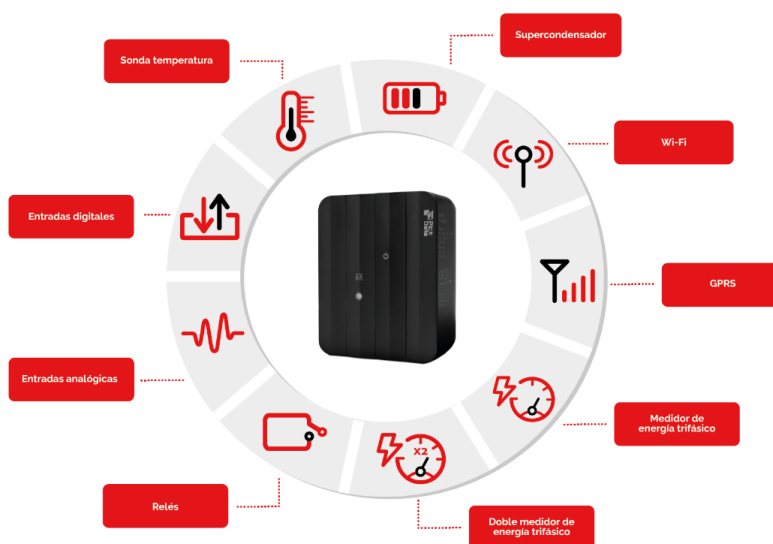 Supercondensador
Sonda temperatura
Wi-Fi
Entradas digitales
GPRS
Entradas analógicas
Medidor de
energía trifásico
X2
Relés
Doble medidor de
energía trifásico